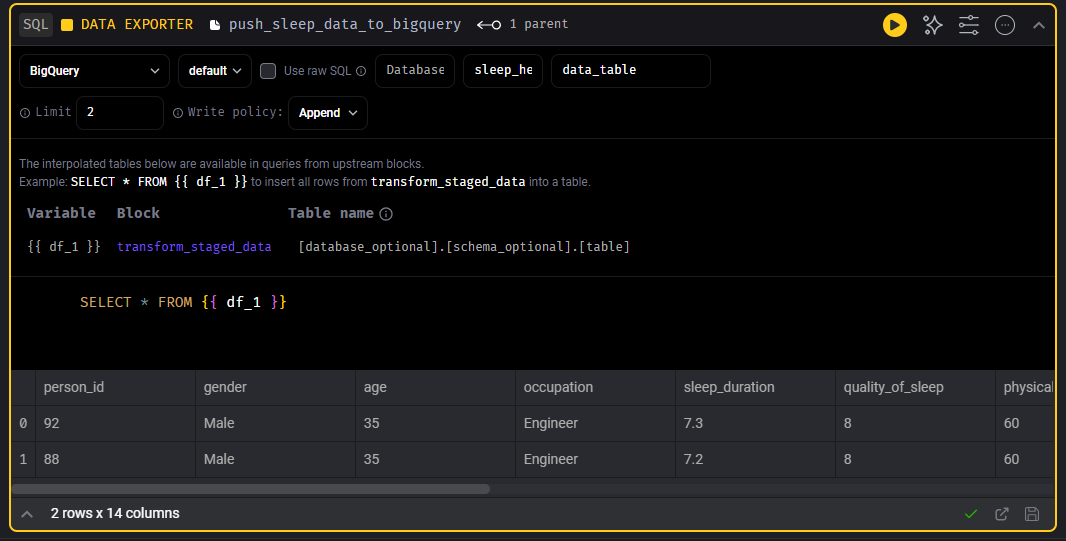 SQL DATA EXPORTER push_sleep_data_to_bigquery 1 parent
BigQuery default Use raw SQL Database sleep_he data_table
Limit 2 Write policy: Append
The interpolated tables below are available in queries from upstream blocks.
Example: SELECT * FROM {{ df_1 }} to insert all rows from transform_staged_data into a table.
Variable Block Table name
{{ df_1 }} transform_staged_data [database_optional].[schema_optional].[table]
SELECT * FROM {{ df_1 }}
person_id gender age occupation sleep_duration quality_of_sleep physical
0 92 Male 35 Engineer 7.3 8 60
1 88 Male 35 Engineer 7.2 8 60
2 rows x 14 columns